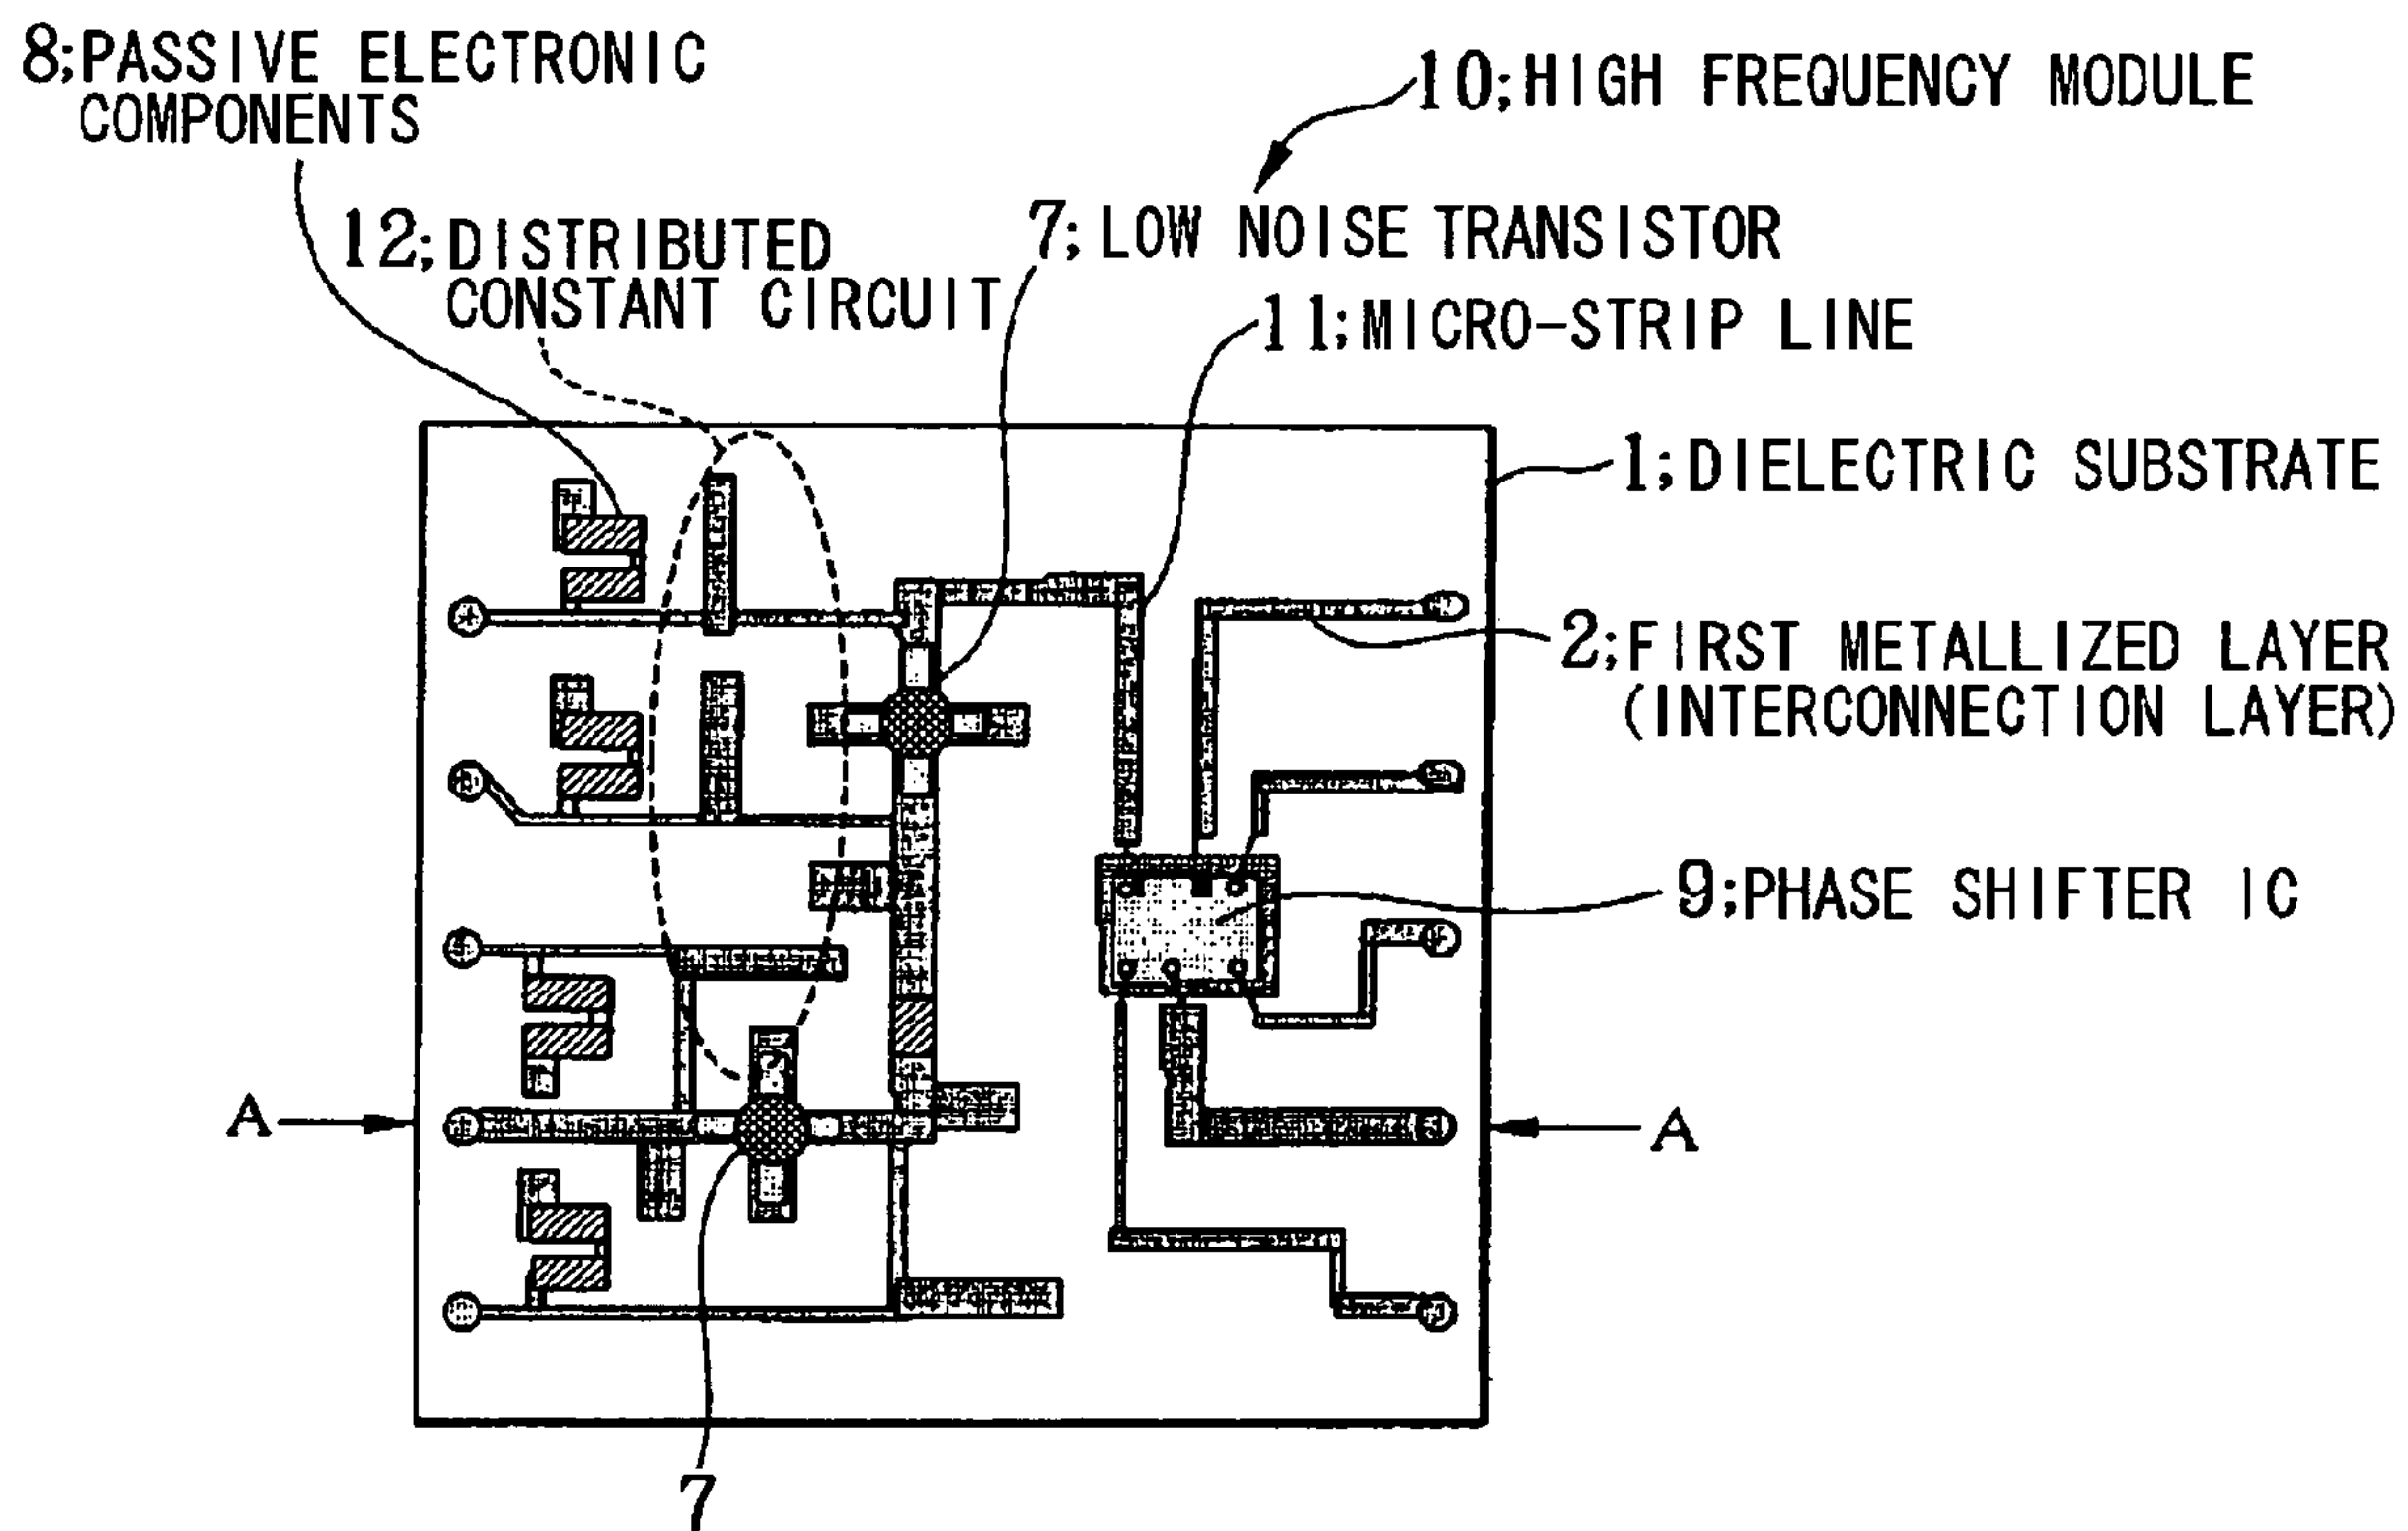 8;PASSIVE ELECTRONIC
COMPONENTS
10;HIGH FREQUENCY MODULE
12;DISTRIBUTED
CONSTANT CIRCUIT
7;LOW NOISE TRANSISTOR
11;MICRO-STRIP LINE
1;DIELECTRIC SUBSTRATE
2;FIRST METALLIZED LAYER
(INTERCONNECTION LAYER)
9;PHASE SHIFTER IC
A
A
7